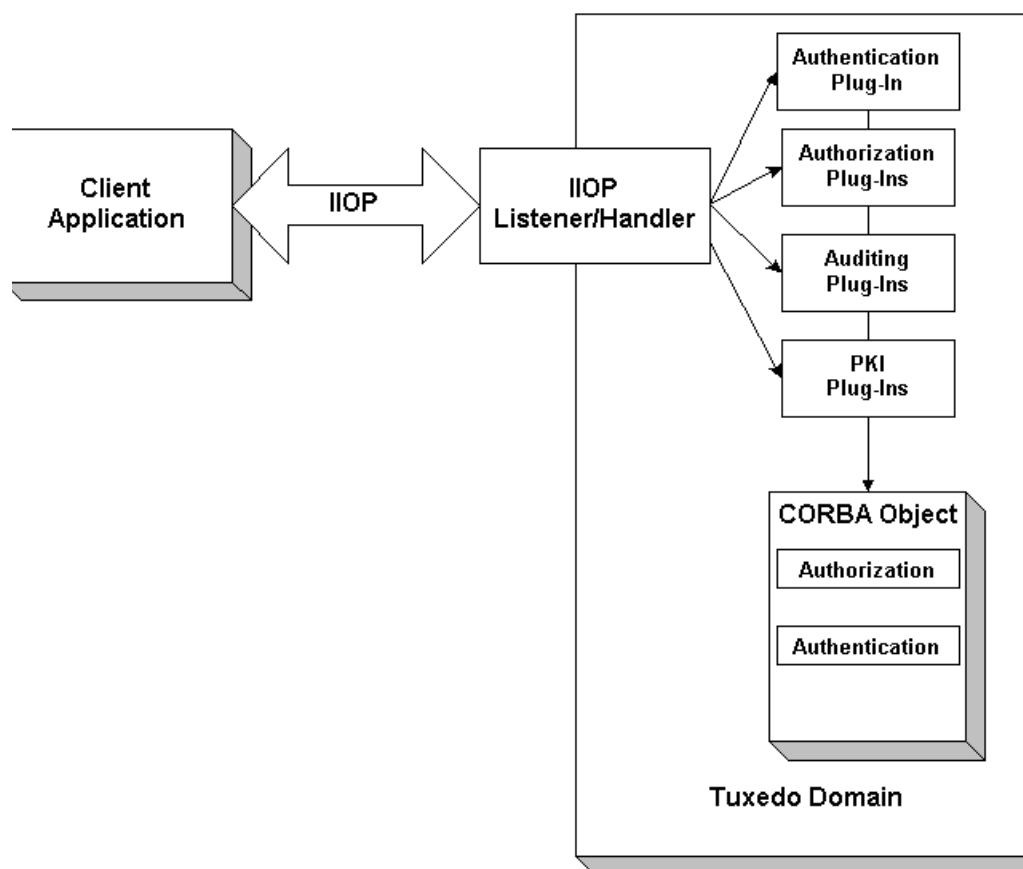 Client
Application
IIOP
IIOP
Listener/Handler
Authentication
Plug-In
Authorization
Plug-Ins
Auditing
Plug-Ins
PKI
Plug-Ins
CORBA Object
Authorization
Authentication
Tuxedo Domain